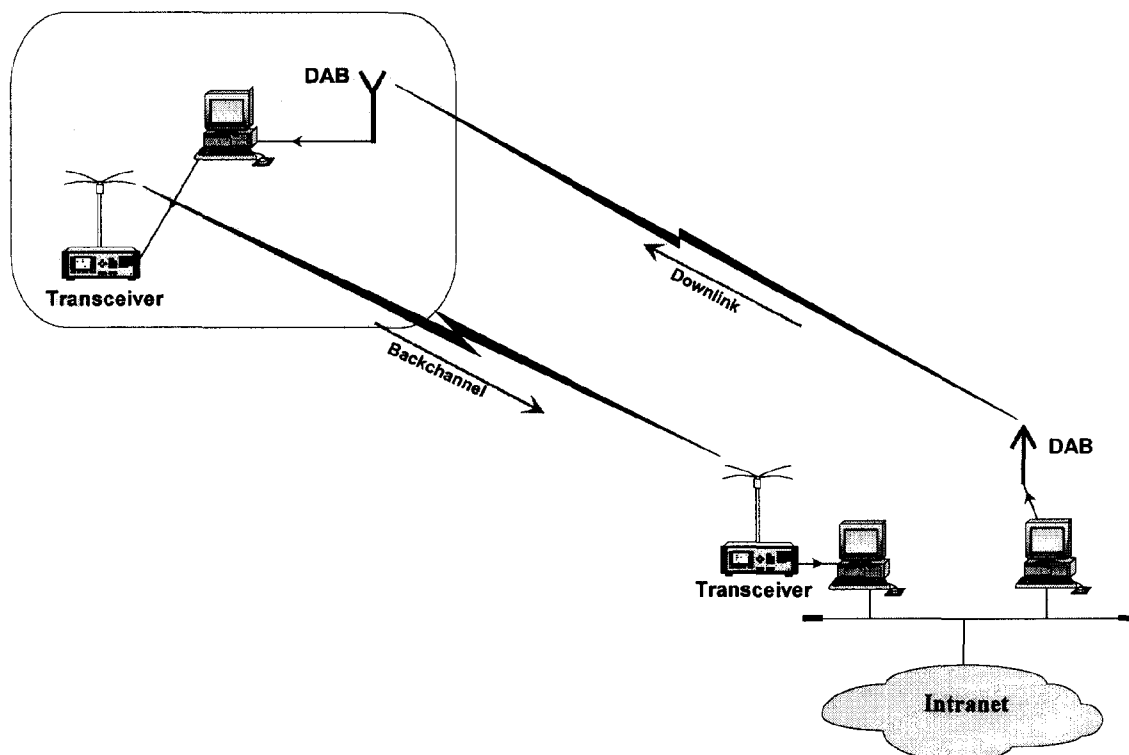 DAB
Transceiver
Downlink
Backchannel
DAB
Transceiver
Intranet